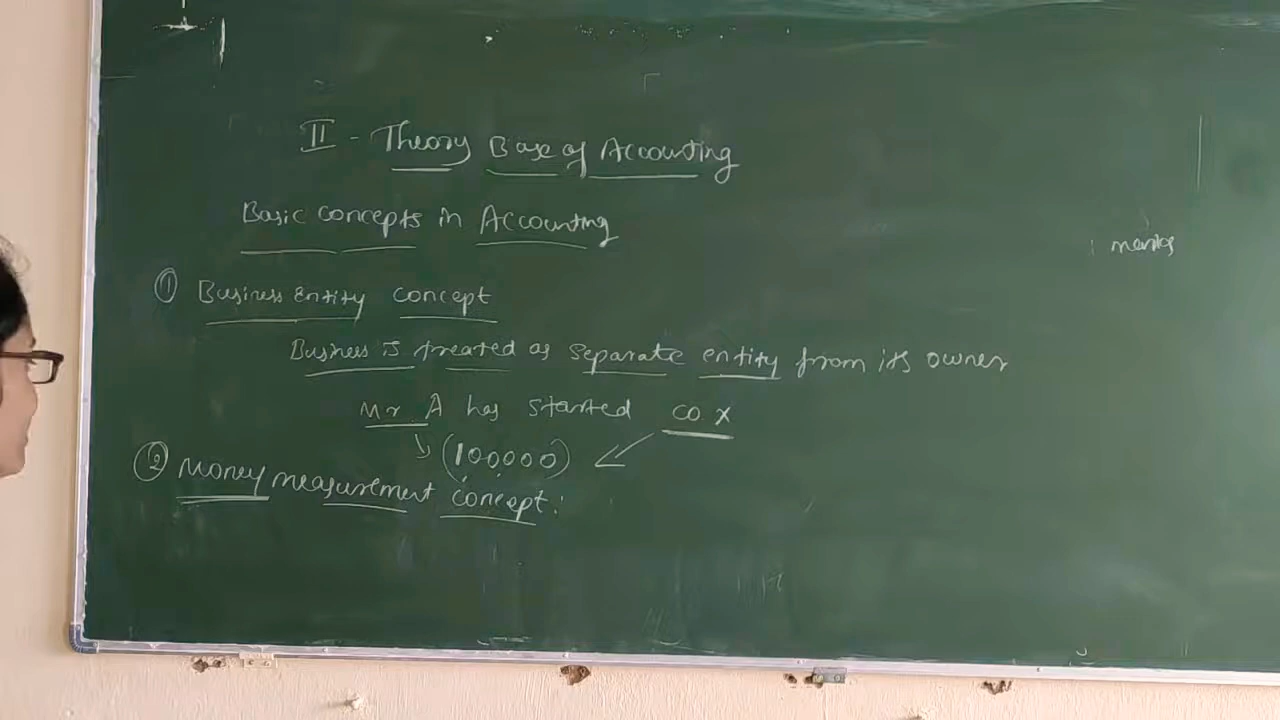 II - Theory Base of Accounting
Basic concepts in Accounting
① Business Entity concept
Business is treated as separate entity from its owner
Mr A has started co X
(100000)
② Money measurement concept:
marks